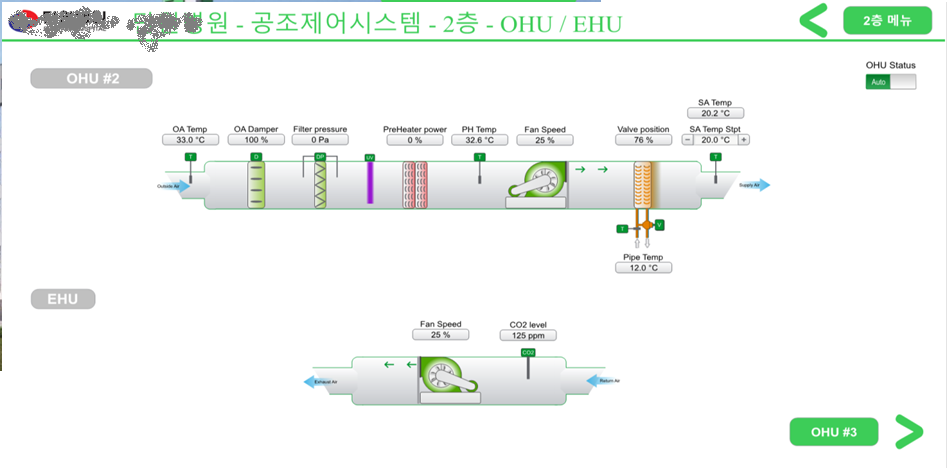 병원 - 공조제어시스템 - 2층 - OHU / EHU
2층 메뉴
OHU #2
OHU Status
Auto
OA Temp
33.0 °C
OA Damper
100 %
Filter pressure
0 Pa
PreHeater power
0 %
PH Temp
32.6 °C
Fan Speed
25 %
Valve position
76 %
SA Temp
20.2 °C
SA Temp Stpt
− 20.0 °C +
T
D
DP
UV
T
T
Outside Air
Supply Air
T
V
Pipe Temp
12.0 °C
EHU
Fan Speed
25 %
CO2 level
125 ppm
CO2
Exhaust Air
Return Air
OHU #3